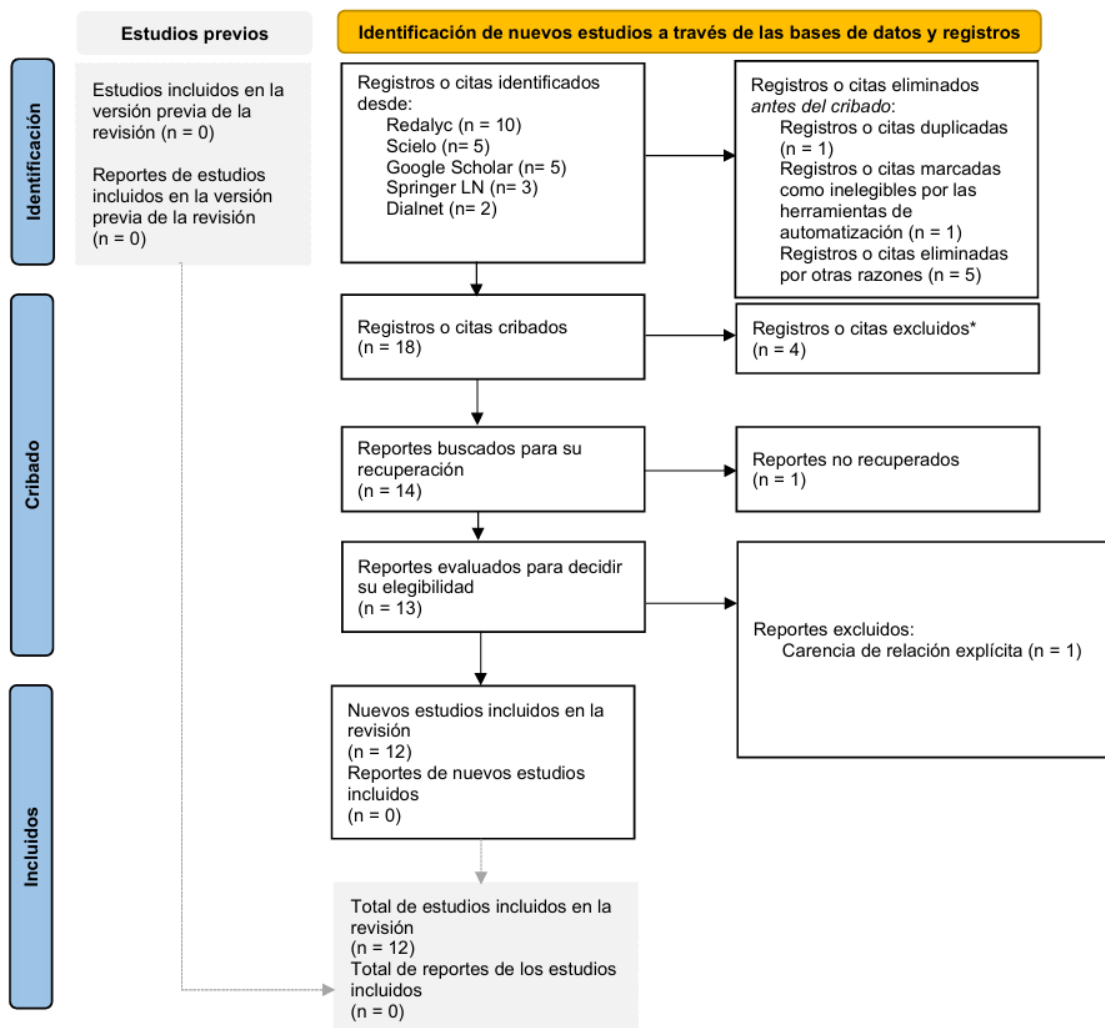 Estudios previos
Identificación de nuevos estudios a través de las bases de datos y registros
Identificación
Estudios incluidos en la
versión previa de la
revisión (n = 0)
Reportes de estudios
incluidos en la versión
previa de la revisión
(n = 0)
Registros o citas identificados
desde:
Redalyc (n = 10)
Scielo (n= 5)
Google Scholar (n= 5)
Springer LN (n= 3)
Dialnet (n= 2)
Registros o citas eliminados
antes del cribado:
Registros o citas duplicadas
(n = 1)
Registros o citas marcadas
como inelegibles por las
herramientas de
automatización (n = 1)
Registros o citas eliminadas
por otras razones (n = 5)
Cribado
Registros o citas cribados
(n = 18)
Registros o citas excluidos*
(n = 4)
Reportes buscados para su
recuperación
(n = 14)
Reportes no recuperados
(n = 1)
Reportes evaluados para decidir
su elegibilidad
(n = 13)
Reportes excluidos:
Carencia de relación explícita (n = 1)
Incluidos
Nuevos estudios incluidos en la
revisión
(n = 12)
Reportes de nuevos estudios
incluidos
(n = 0)
Total de estudios incluidos en la
revisión
(n = 12)
Total de reportes de los estudios
incluidos
(n = 0)